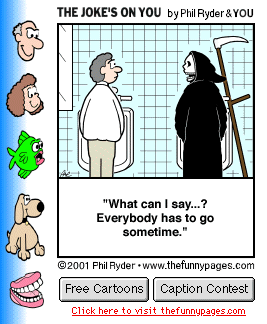 THE JOKE'S ON YOU by Phil Ryder & YOU
"What can I say...?
Everybody has to go
sometime."
©2001 Phil Ryder • www.thefunnypages.com
Free Cartoons
Caption Contest
Click here to visit thefunnypages.com